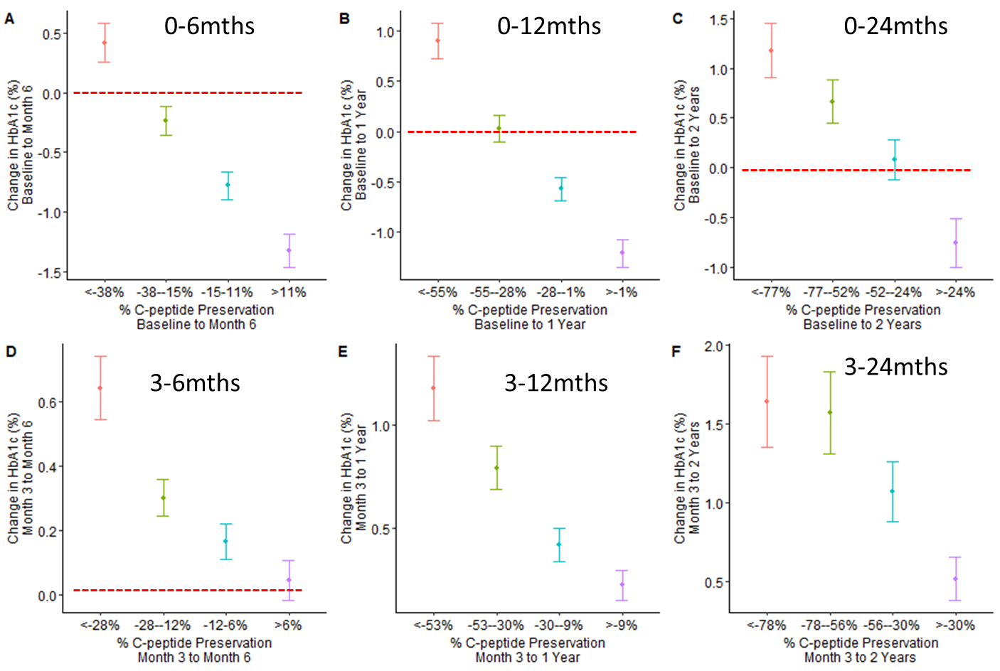 A
0-6mths
Change in HbA1c (%)
Baseline to Month 6
0.5
0.0
-0.5
-1.0
-1.5
<-38%
-38--15%
-15-11%
>11%
% C-peptide Preservation
Baseline to Month 6
B
0-12mths
Change in HbA1c (%)
Baseline to 1 Year
1.0
0.5
0.0
-0.5
-1.0
<-55%
-55--28%
-28--1%
>-1%
% C-peptide Preservation
Baseline to 1 Year
C
0-24mths
Change in HbA1c (%)
Baseline to 2 Years
1.5
1.0
0.5
0.0
-0.5
-1.0
<-77%
-77--52%
-52--24%
>-24%
% C-peptide Preservation
Baseline to 2 Years
D
3-6mths
Change in HbA1c (%)
Month 3 to Month 6
0.6
0.4
0.2
0.0
<-28%
-28--12%
-12-6%
>6%
% C-peptide Preservation
Month 3 to Month 6
E
3-12mths
Change in HbA1c (%)
Month 3 to 1 Year
1.0
0.5
<-53%
-53--30%
-30--9%
>-9%
% C-peptide Preservation
Month 3 to 1 Year
F
3-24mths
Change in HbA1c (%)
Month 3 to 2 Years
2.0
1.5
1.0
0.5
<-78%
-78--56%
-56--30%
>-30%
% C-peptide Preservation
Month 3 to 2 Years